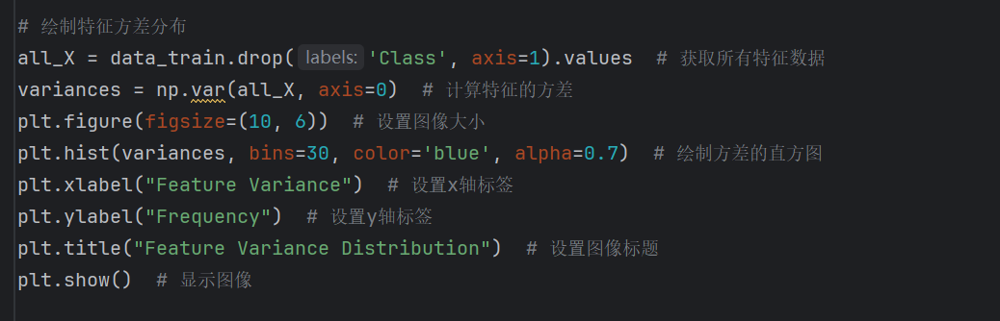 # 绘制特征方差分布
all_X = data_train.drop( labels: 'Class', axis=1).values  # 获取所有特征数据
variances = np.var(all_X, axis=0)  # 计算特征的方差
plt.figure(figsize=(10, 6))  # 设置图像大小
plt.hist(variances, bins=30, color='blue', alpha=0.7)  # 绘制方差的直方图
plt.xlabel("Feature Variance")  # 设置x轴标签
plt.ylabel("Frequency")  # 设置y轴标签
plt.title("Feature Variance Distribution")  # 设置图像标题
plt.show()  # 显示图像